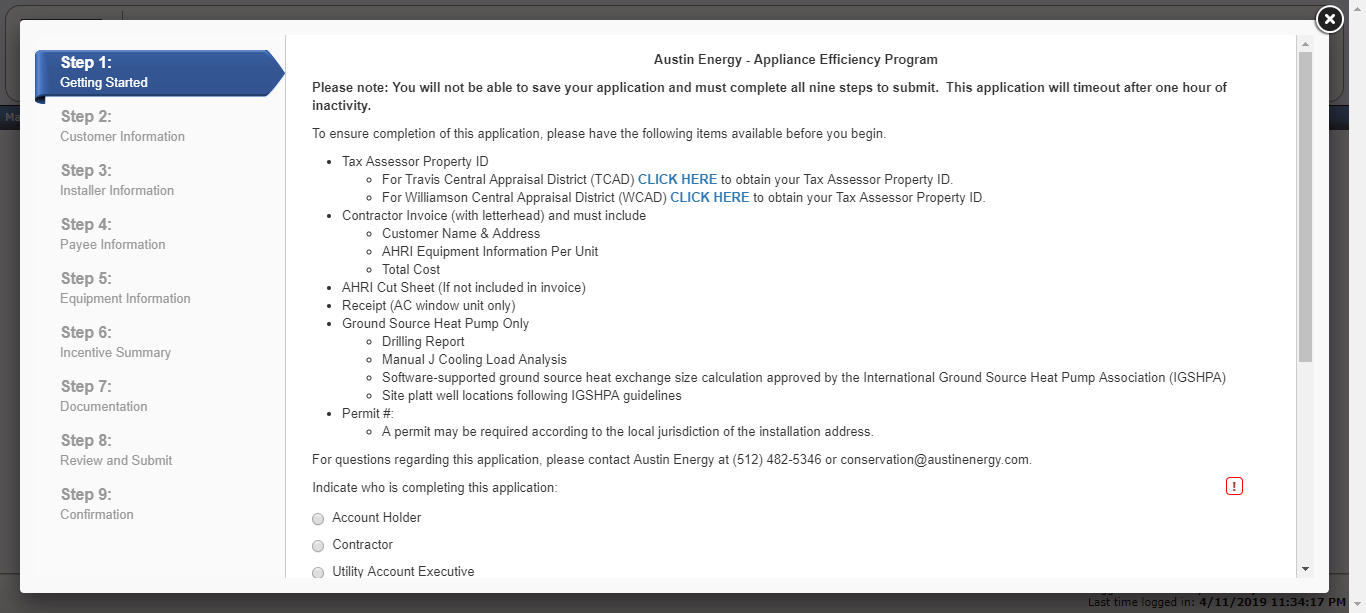 Step 1:
Getting Started
Step 2:
Customer Information
Step 3:
Installer Information
Step 4:
Payee Information
Step 5:
Equipment Information
Step 6:
Incentive Summary
Step 7:
Documentation
Step 8:
Review and Submit
Step 9:
Confirmation
Austin Energy - Appliance Efficiency Program
Please note: You will not be able to save your application and must complete all nine steps to submit. This application will timeout after one hour of
inactivity.
To ensure completion of this application, please have the following items available before you begin.
Tax Assessor Property ID
For Travis Central Appraisal District (TCAD) CLICK HERE to obtain your Tax Assessor Property ID.
For Williamson Central Appraisal District (WCAD) CLICK HERE to obtain your Tax Assessor Property ID.
Contractor Invoice (with letterhead) and must include
Customer Name & Address
AHRI Equipment Information Per Unit
Total Cost
AHRI Cut Sheet (If not included in invoice)
Receipt (AC window unit only)
Ground Source Heat Pump Only
Drilling Report
Manual J Cooling Load Analysis
Software-supported ground source heat exchange size calculation approved by the International Ground Source Heat Pump Association (IGSHPA)
Site platt well locations following IGSHPA guidelines
Permit #:
A permit may be required according to the local jurisdiction of the installation address.
For questions regarding this application, please contact Austin Energy at (512) 482-5346 or conservation@austinenergy.com.
Indicate who is completing this application:
!
Account Holder
Contractor
Utility Account Executive
Last time logged in: 4/11/2019 11:34:17 PM